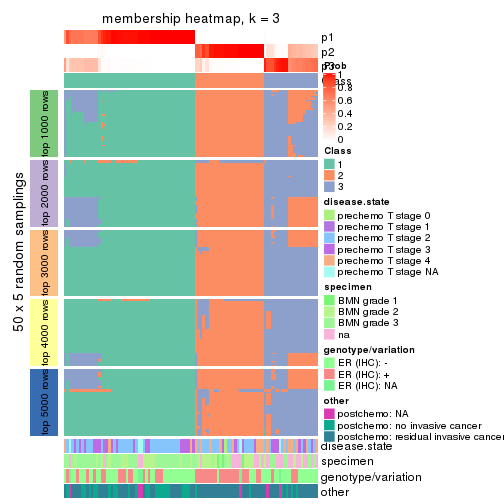 membership heatmap, k = 3
p1
p2
p3
Prob
Class
1
0.8
0.6
0.4
0.2
0
Class
1
2
3
disease.state
prechemo T stage 0
prechemo T stage 1
prechemo T stage 2
prechemo T stage 3
prechemo T stage 4
prechemo T stage NA
specimen
BMN grade 1
BMN grade 2
BMN grade 3
na
genotype/variation
ER (IHC): -
ER (IHC): +
ER (IHC): NA
other
postchemo: NA
postchemo: no invasive cancer
postchemo: residual invasive cancer
50 x 5 random samplings
top 1000 rows
top 2000 rows
top 3000 rows
top 4000 rows
top 5000 rows
disease.state
specimen
genotype/variation
other